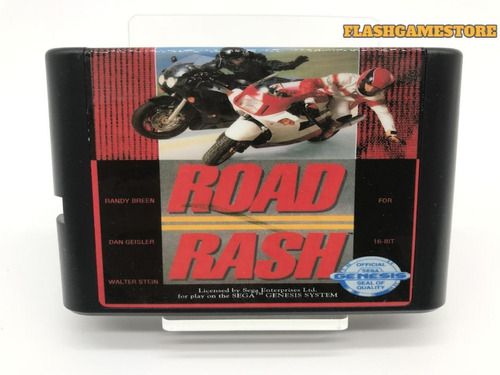 FLASHGAMESTORE
ROAD
RASH
RANDY BREEN
DAN GEISLER
WALTER STEIN
FOR
16-BIT
OFFICIAL
SEGA
GENESIS
SEAL OF
QUALITY
Licensed by Sega Enterprises Ltd.
for play on the SEGA™ GENESIS SYSTEM